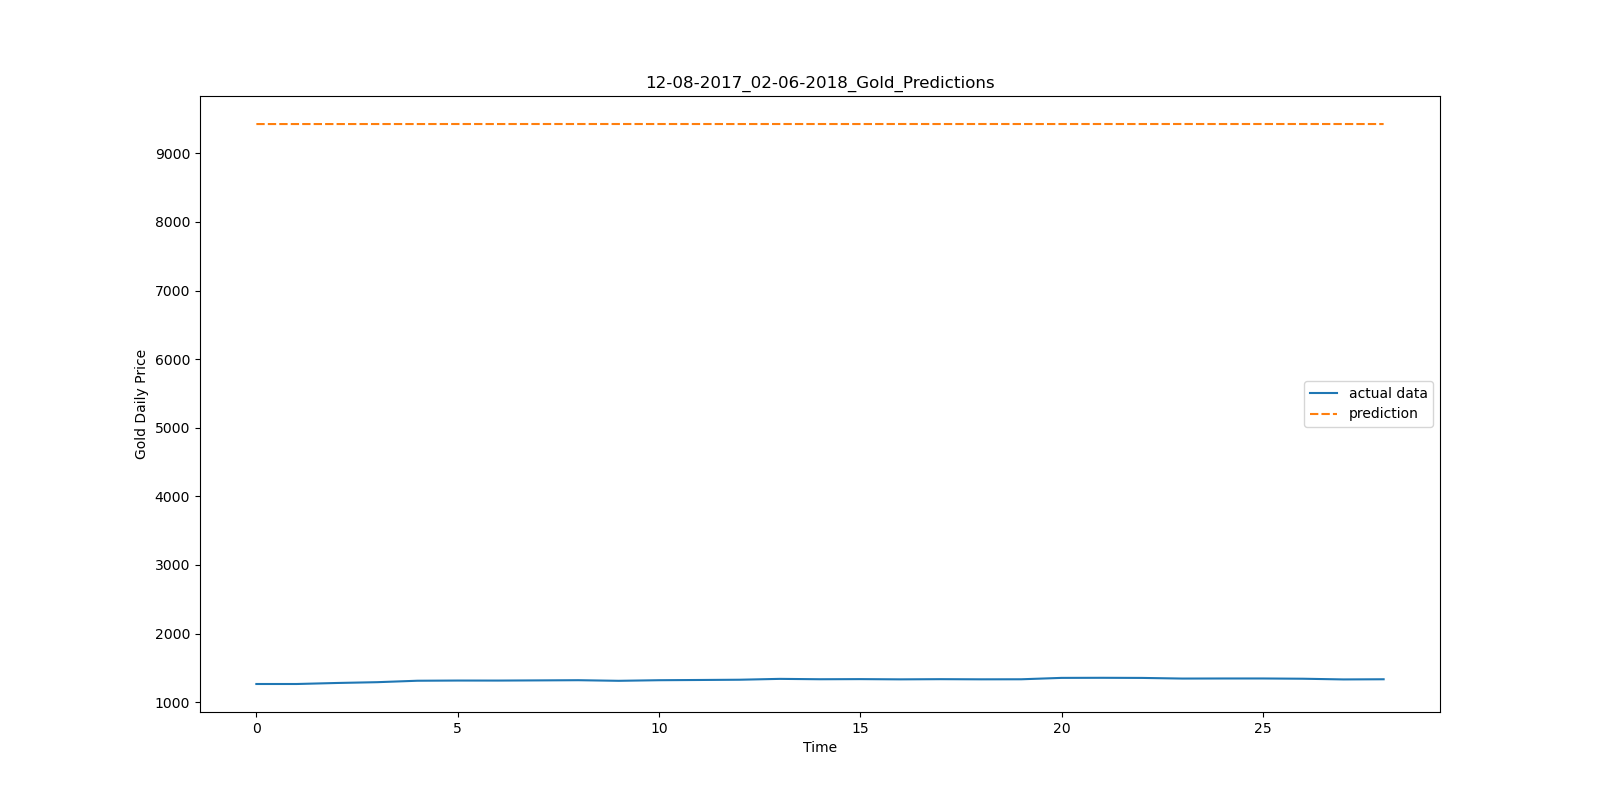 12-08-2017_02-06-2018_Gold_Predictions
9000
8000
7000
6000
5000
4000
3000
2000
1000
Gold Daily Price
actual data
prediction
0 5 10 15 20 25
Time